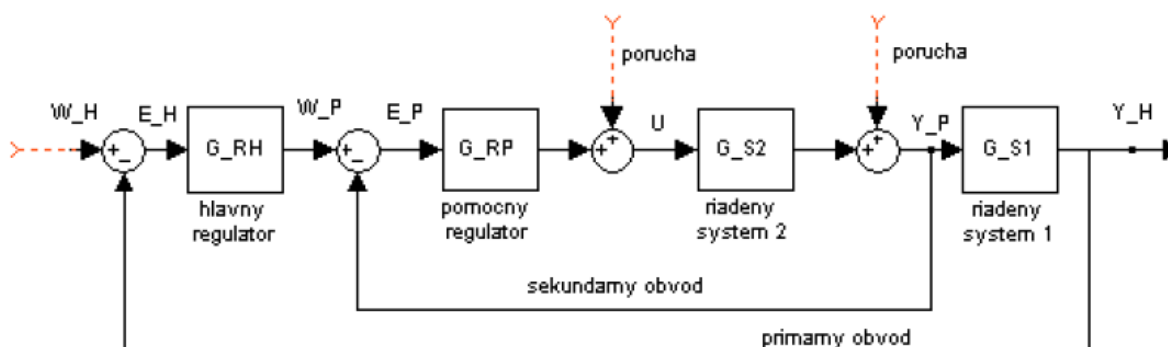 porucha
porucha
W_H
E_H
W_P
E_P
U
Y_P
Y_H
+
-
G_RH
+
-
G_RP
+
+
G_S2
+
+
G_S1
hlavny
regulator
pomocny
regulator
riadeny
system 2
riadeny
system 1
sekundarny obvod
primarny obvod